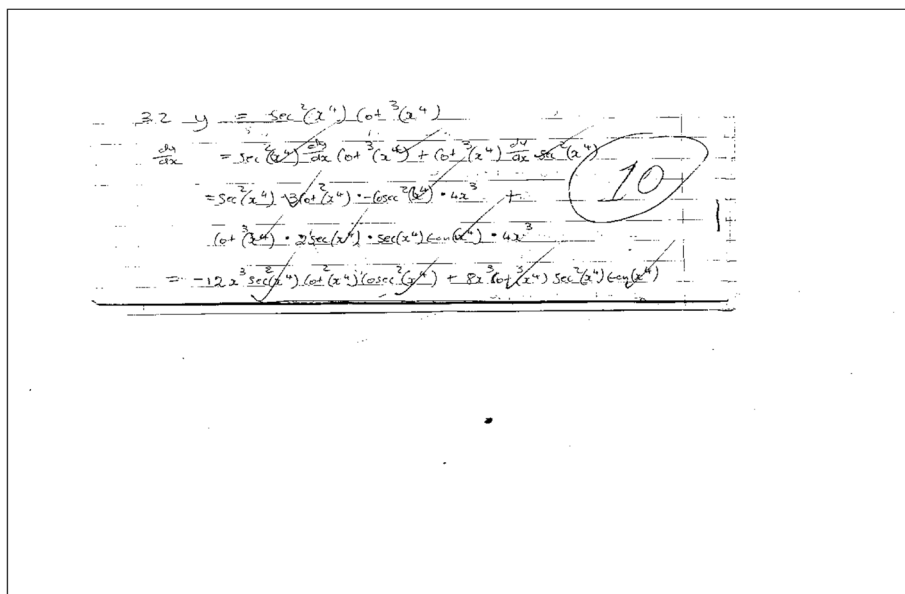 3.2 y = sec²(x⁴) cot³(x⁴)
dy/dx = sec²(x⁴) dy/dx cot³(x⁴) + cot³(x⁴) dy/dx sec²(x⁴)
= sec²(x⁴) · 3cot²(x⁴) · -cosec²(x⁴) · 4x³ +
cot³(x⁴) · 2sec(x⁴) · sec(x⁴) tan(x⁴) · 4x³
= -12x³ sec²(x⁴) cot²(x⁴) cosec²(x⁴) + 8x³ cot³(x⁴) sec²(x⁴) tan(x⁴)
10